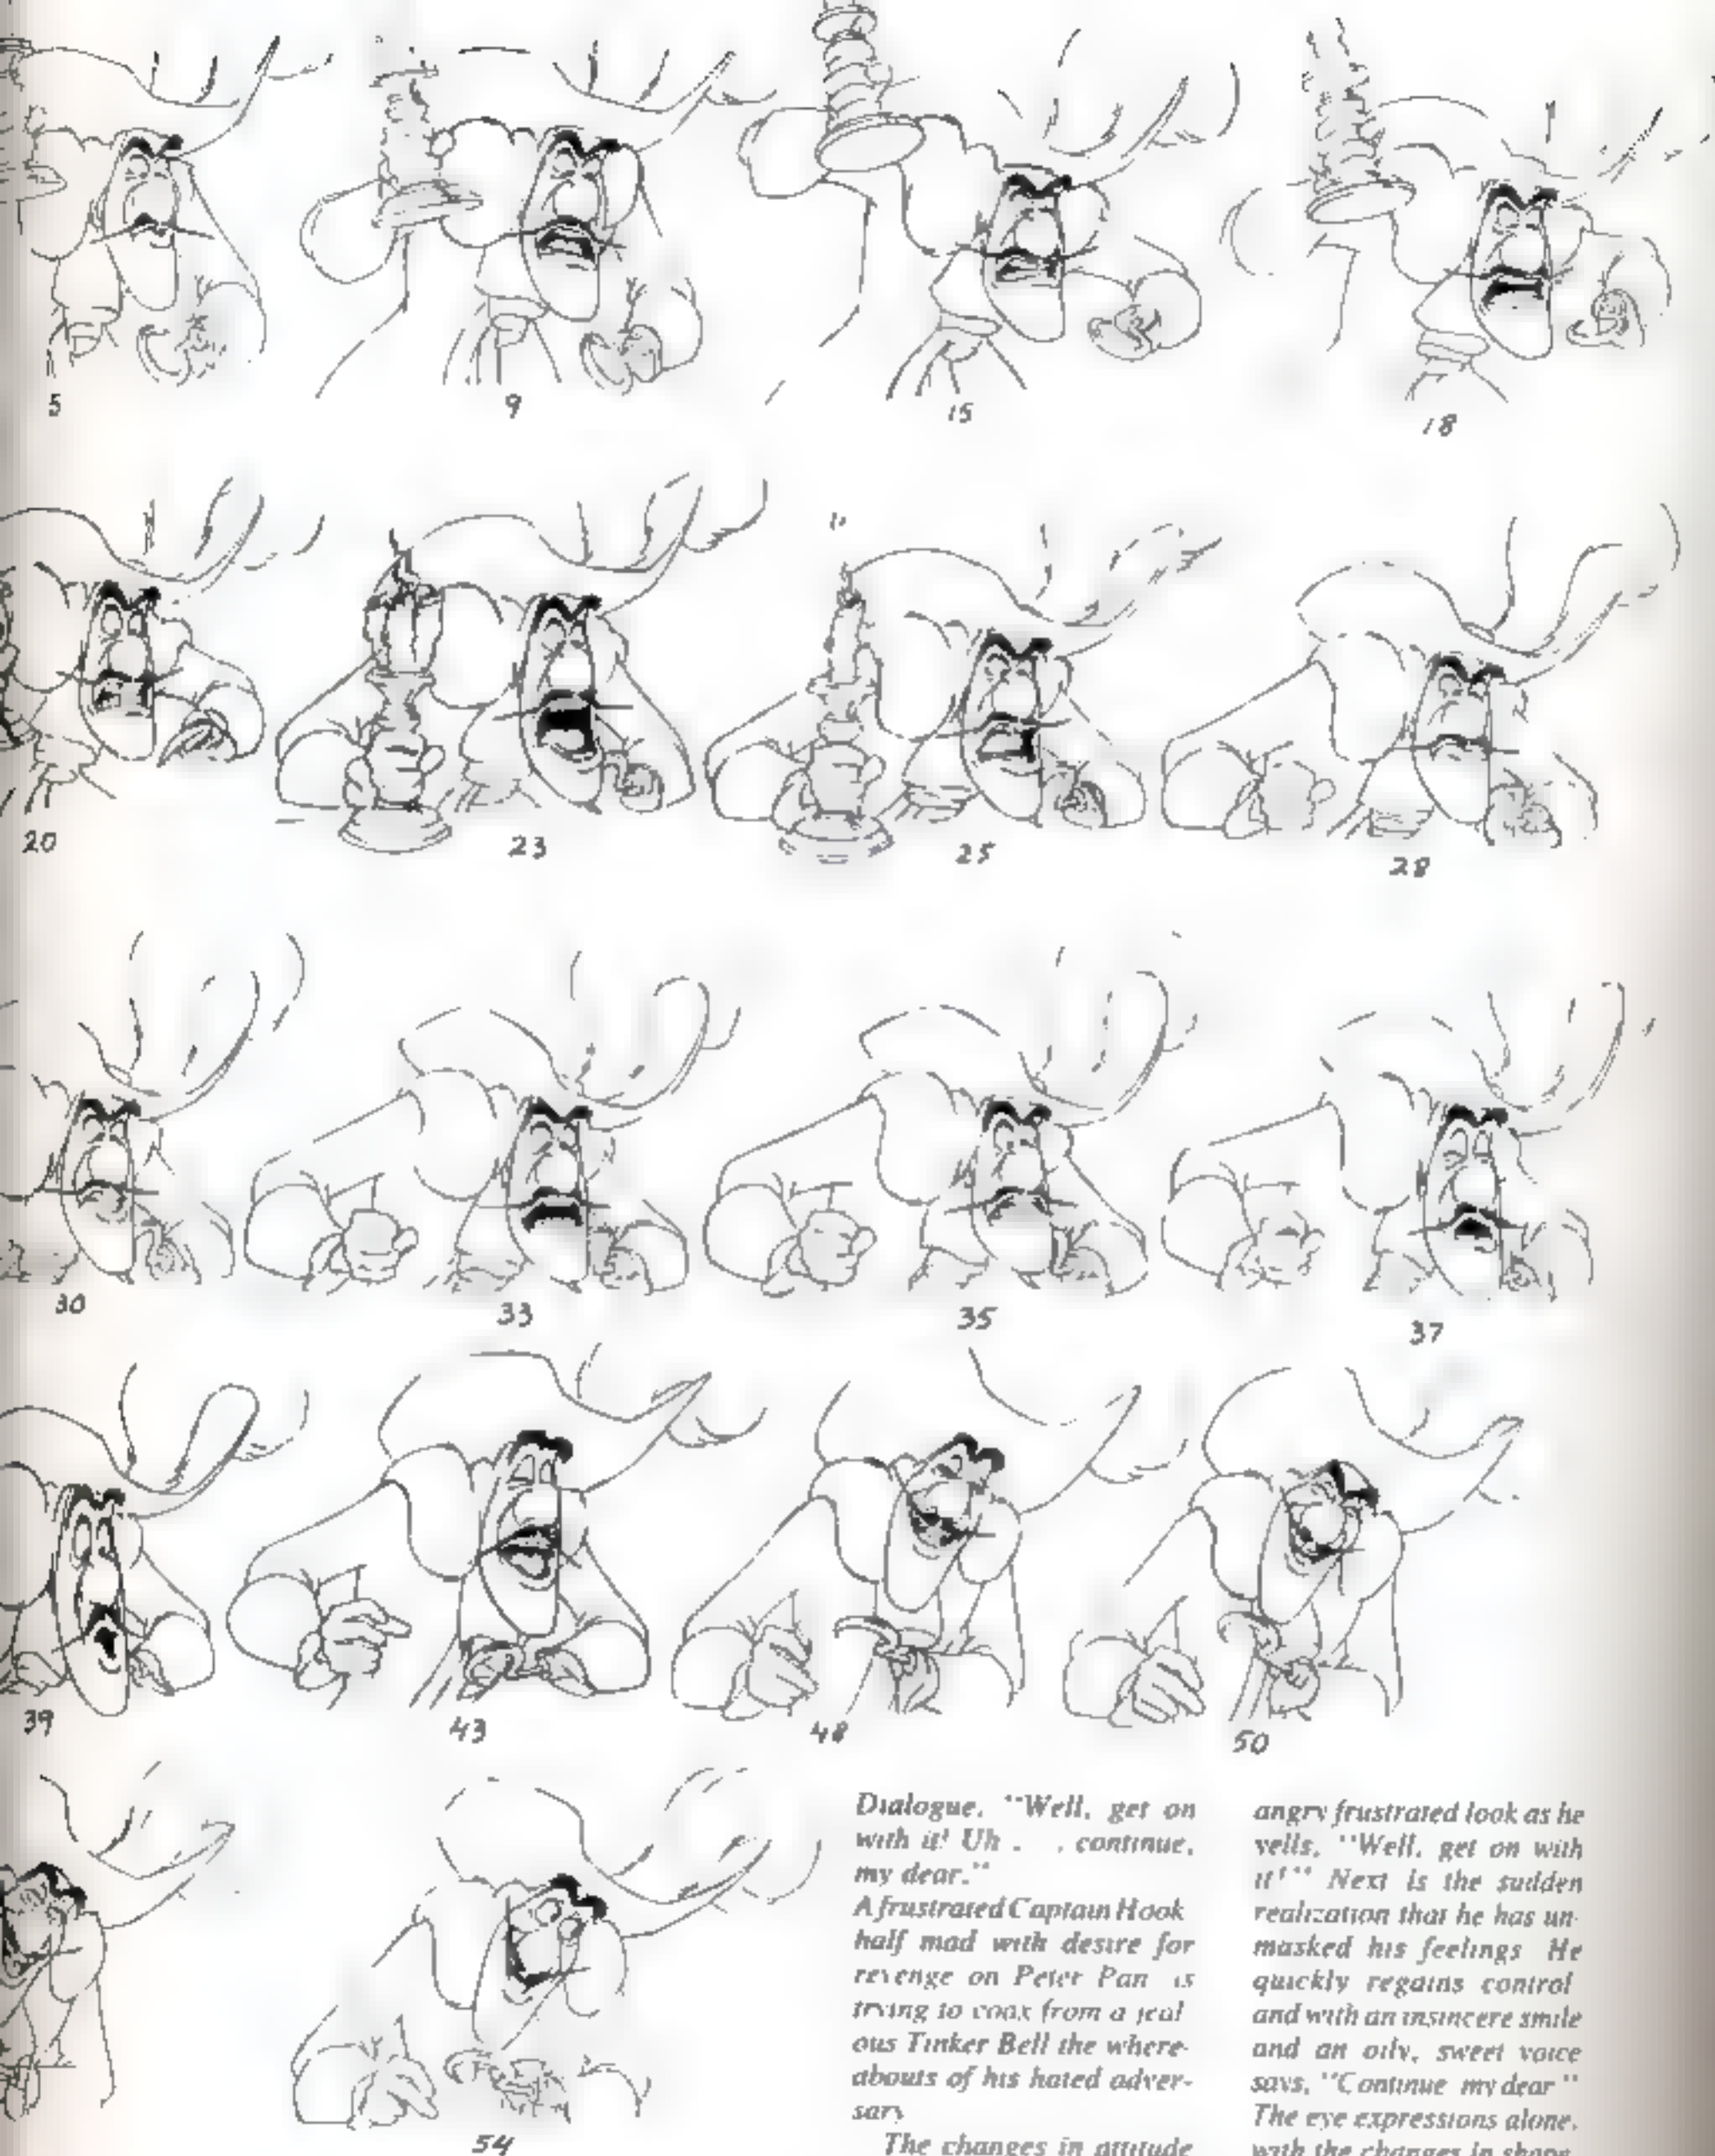 5
9
15
18
20
23
25
28
30
33
35
37
39
43
48
50
54
Dialogue. "Well, get on
with it! Uh . . continue,
my dear."
A frustrated Captain Hook
half mad with desire for
revenge on Peter Pan is
trying to coax from a jeal
ous Tinker Bell the where-
abouts of his hated adver-
sary
The changes in attitude
angry frustrated look as he
yells, "Well, get on with
it!" Next is the sudden
realization that he has un-
masked his feelings He
quickly regains control
and with an insincere smile
and an oily, sweet voice
says, "Continue my dear"
The eye expressions alone,
with the changes in shape